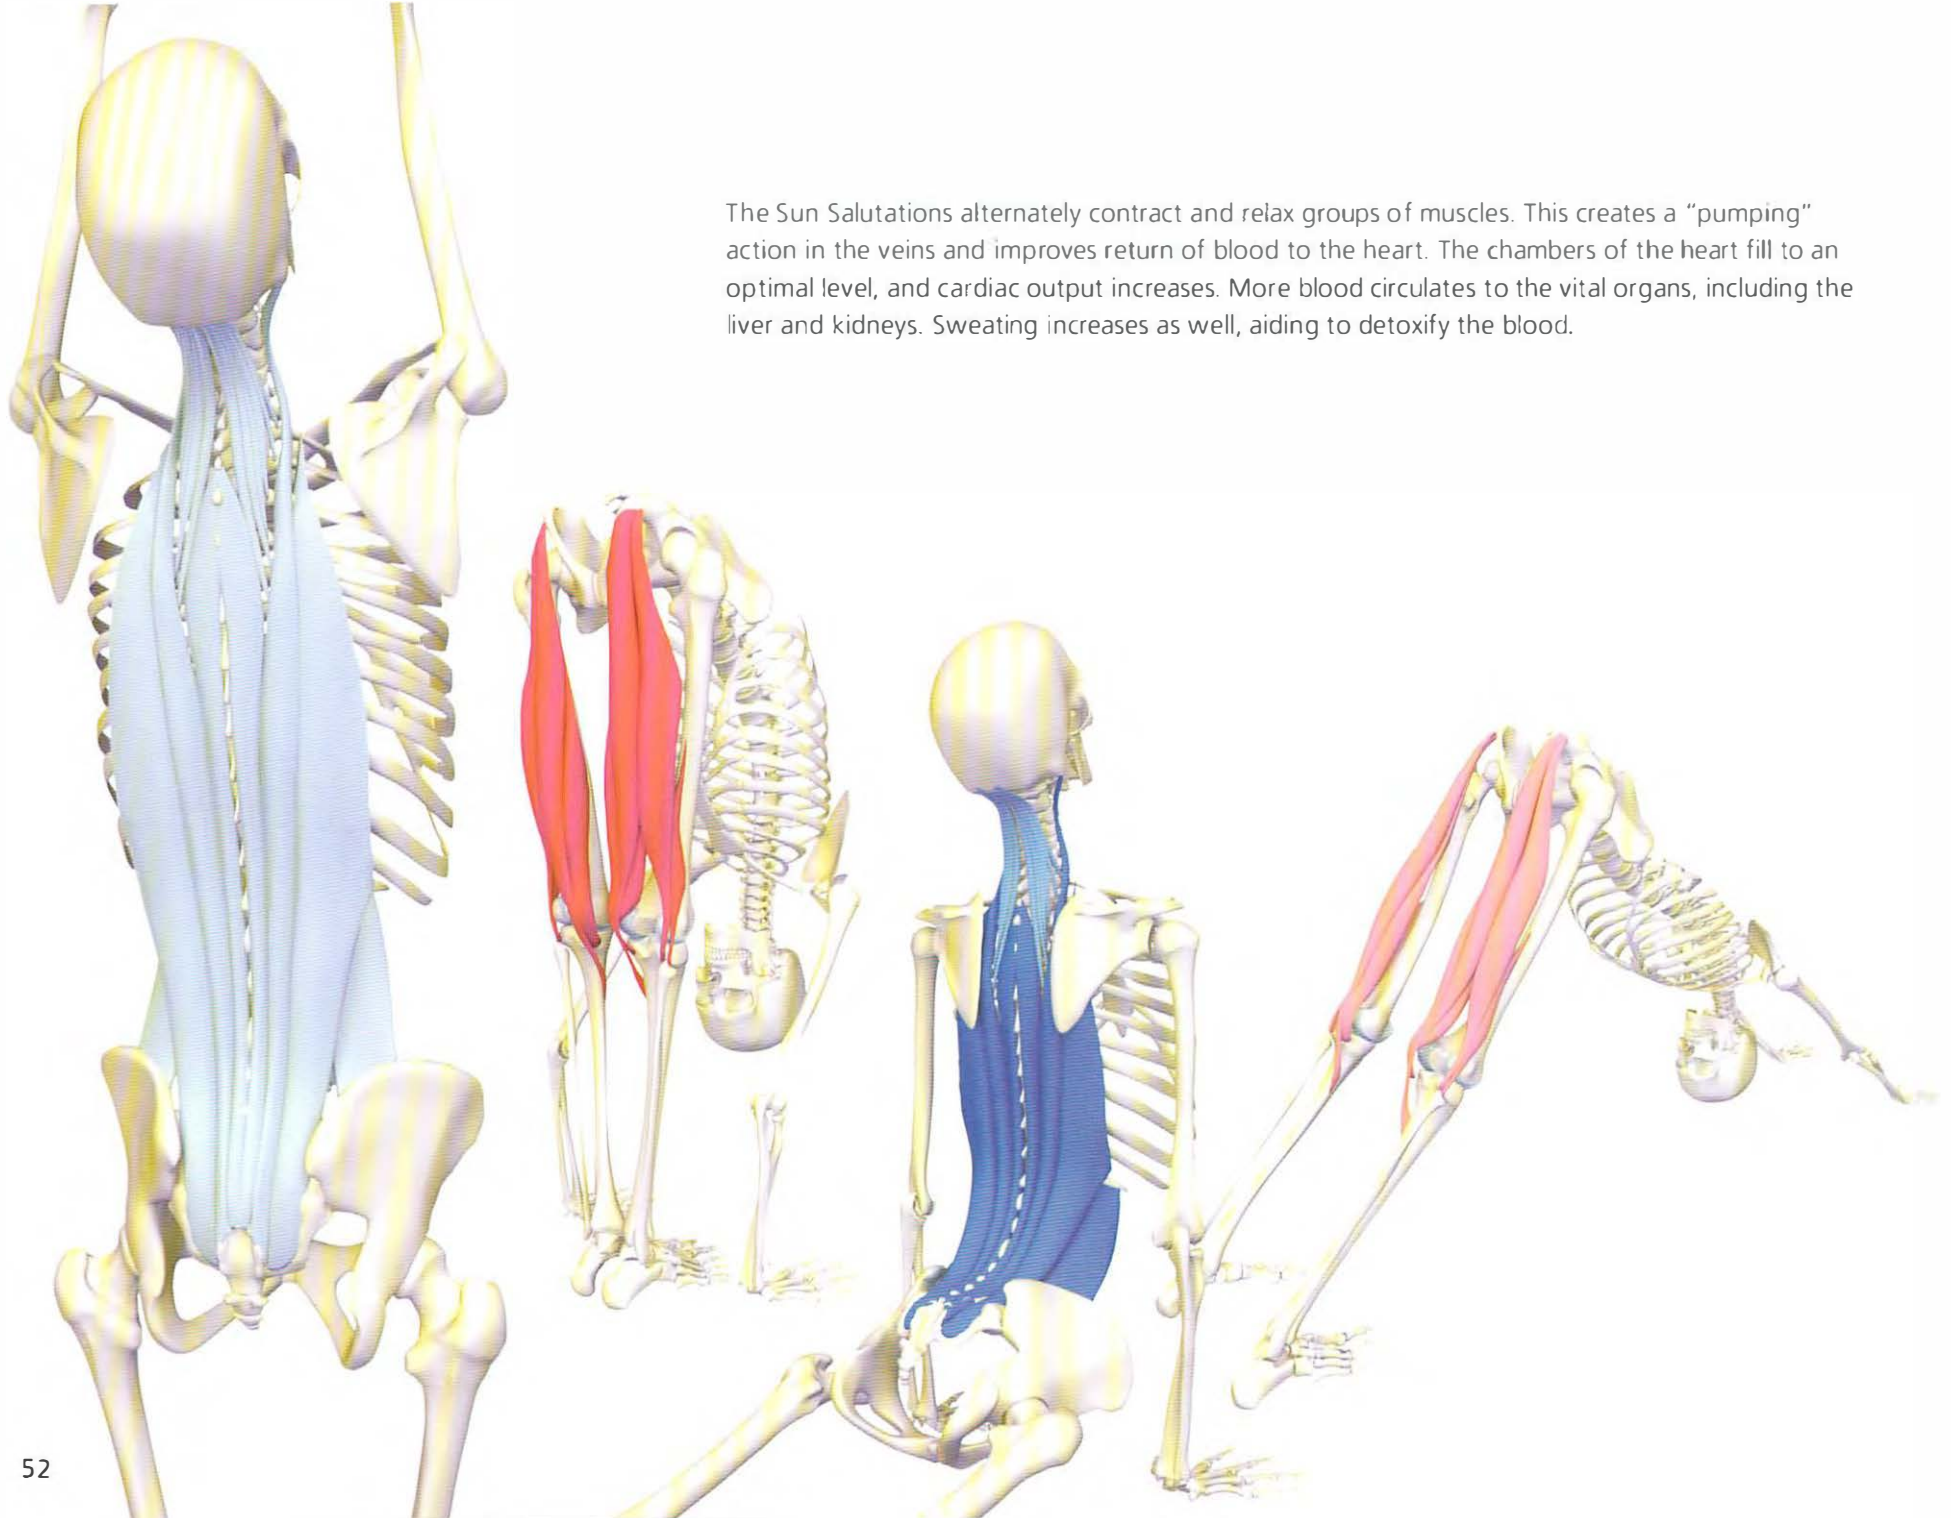 The Sun Salutations alternately contract and relax groups of muscles. This creates a “pumping”
action in the veins and improves return of blood to the heart. The chambers of the heart fill to an
optimal level, and cardiac output increases. More blood circulates to the vital organs, including the
liver and kidneys. Sweating increases as well, aiding to detoxify the blood.
52